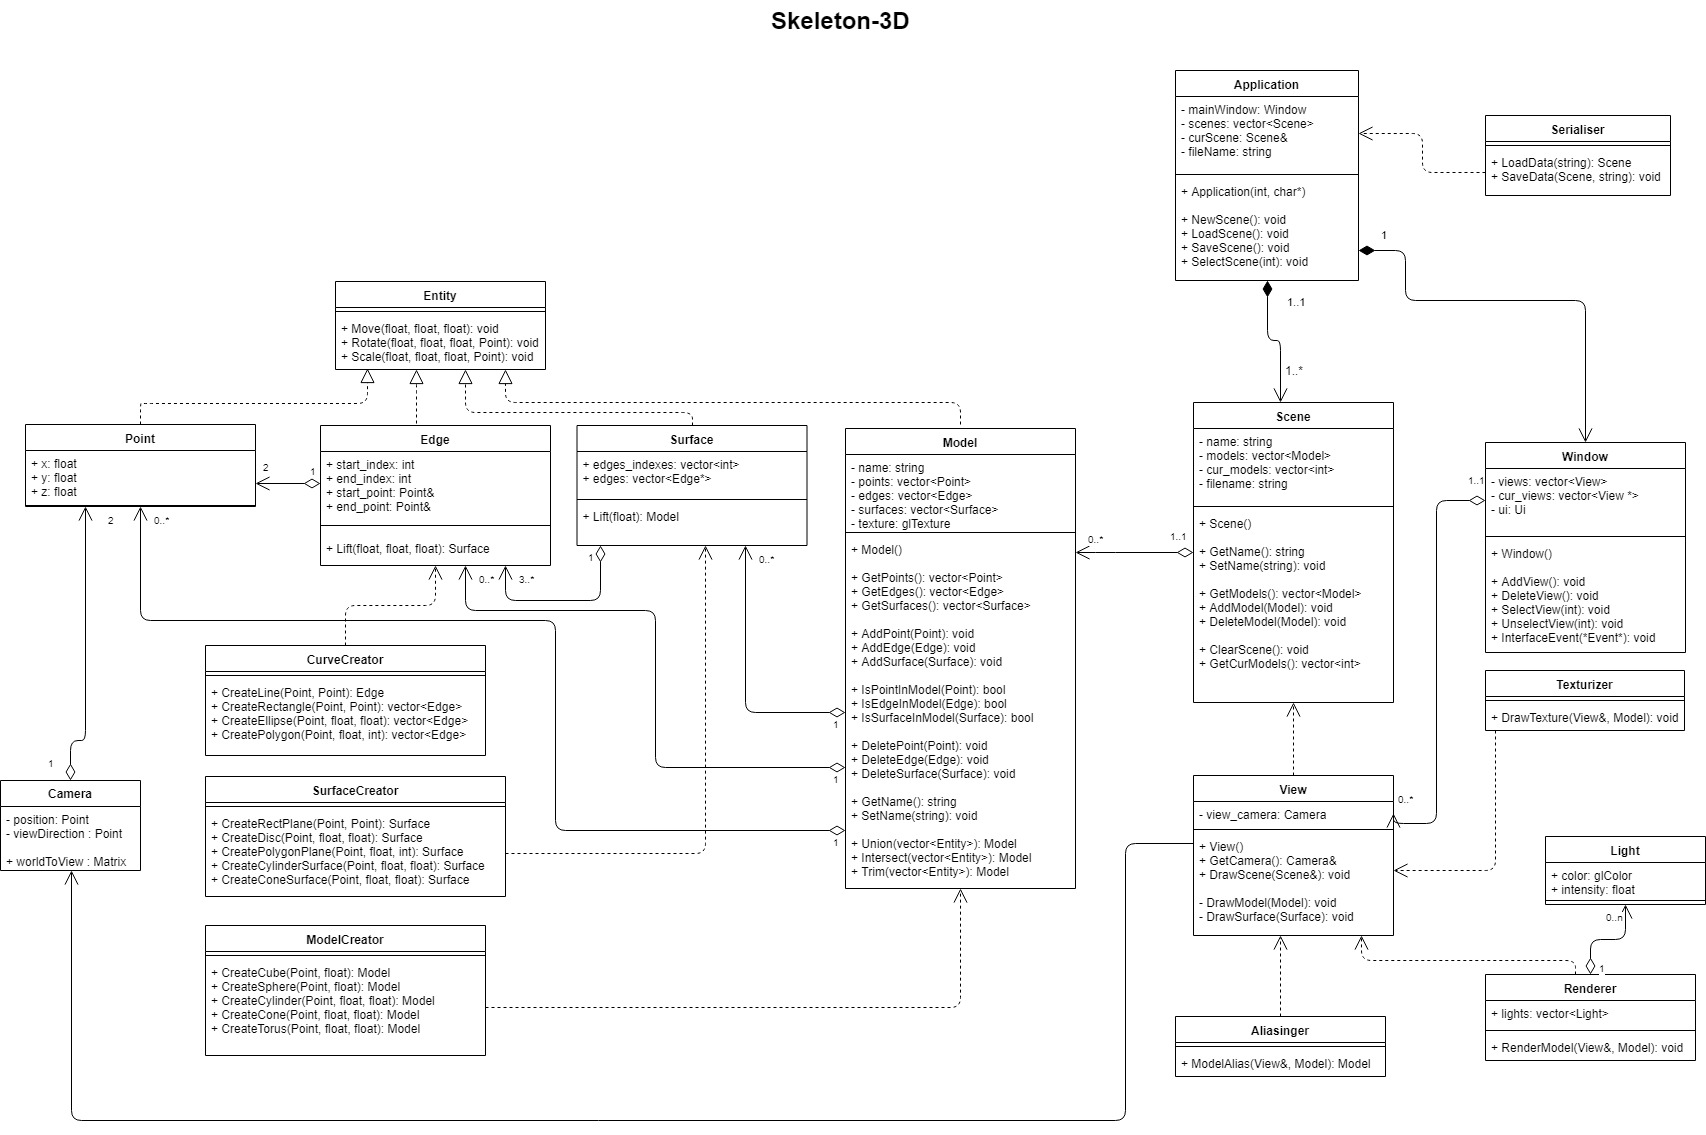 Skeleton-3D
Application
- mainWindow: Window
- scenes: vector<Scene>
- curScene: Scene&
- fileName: string
+ Application(int, char*)
+ NewScene(): void
+ LoadScene(): void
+ SaveScene(): void
+ SelectScene(int): void
Serialiser
+ LoadData(string): Scene
+ SaveData(Scene, string): void
1
1..1
1..*
Entity
+ Move(float, float, float): void
+ Rotate(float, float, float, Point): void
+ Scale(float, float, float, Point): void
Point
+ x: float
+ y: float
+ z: float
2
1
Edge
+ start_index: int
+ end_index: int
+ start_point: Point&
+ end_point: Point&
+ Lift(float, float, float): Surface
Surface
+ edges_indexes: vector<int>
+ edges: vector<Edge*>
+ Lift(float): Model
2
0..*
0..*
3..*
1
0..*
Model
- name: string
- points: vector<Point>
- edges: vector<Edge>
- surfaces: vector<Surface>
- texture: glTexture
+ Model()
+ GetPoints(): vector<Point>
+ GetEdges(): vector<Edge>
+ GetSurfaces(): vector<Surface>
+ AddPoint(Point): void
+ AddEdge(Edge): void
+ AddSurface(Surface): void
+ IsPointInModel(Point): bool
+ IsEdgeInModel(Edge): bool
+ IsSurfaceInModel(Surface): bool
+ DeletePoint(Point): void
+ DeleteEdge(Edge): void
+ DeleteSurface(Surface): void
+ GetName(): string
+ SetName(string): void
+ Union(vector<Entity>): Model
+ Intersect(vector<Entity>): Model
+ Trim(vector<Entity>): Model
1
1
1
0..*
1..1
Scene
- name: string
- models: vector<Model>
- cur_models: vector<int>
- filename: string
+ Scene()
+ GetName(): string
+ SetName(string): void
+ GetModels(): vector<Model>
+ AddModel(Model): void
+ DeleteModel(Model): void
+ ClearScene(): void
+ GetCurModels(): vector<int>
1..1
Window
- views: vector<View>
- cur_views: vector<View *>
- ui: Ui
+ Window()
+ AddView(): void
+ DeleteView(): void
+ SelectView(int): void
+ UnselectView(int): void
+ InterfaceEvent(*Event*): void
Texturizer
+ DrawTexture(View&, Model): void
CurveCreator
+ CreateLine(Point, Point): Edge
+ CreateRectangle(Point, Point): vector<Edge>
+ CreateEllipse(Point, float, float): vector<Edge>
+ CreatePolygon(Point, float, int): vector<Edge>
1
Camera
- position: Point
- viewDirection : Point
+ worldToView : Matrix
SurfaceCreator
+ CreateRectPlane(Point, Point): Surface
+ CreateDisc(Point, float, float): Surface
+ CreatePolygonPlane(Point, float, int): Surface
+ CreateCylinderSurface(Point, float, float): Surface
+ CreateConeSurface(Point, float, float): Surface
ModelCreator
+ CreateCube(Point, float): Model
+ CreateSphere(Point, float): Model
+ CreateCylinder(Point, float, float): Model
+ CreateCone(Point, float, float): Model
+ CreateTorus(Point, float, float): Model
View
- view_camera: Camera
+ View()
+ GetCamera(): Camera&
+ DrawScene(Scene&): void
- DrawModel(Model): void
- DrawSurface(Surface): void
0..*
Light
+ color: glColor
+ intensity: float
0..n
1
Renderer
+ lights: vector<Light>
+ RenderModel(View&, Model): void
Aliasinger
+ ModelAlias(View&, Model): Model